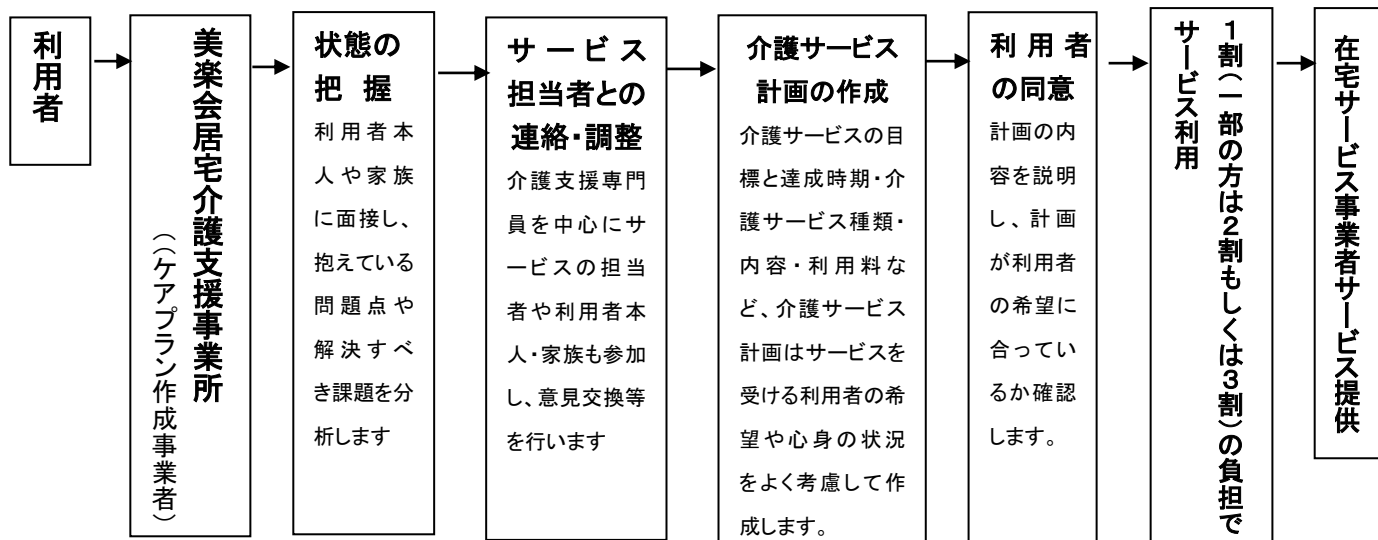 利用者
美楽会居宅介護支援事業所
（（ケアプラン作成事業者）
状態の
把握
利用者本
人や家族
に面接し、
抱えている
問題点や
解決すべ
き課題を分
析します
サービス
担当者との
連絡・調整
介護支援専門
員を中心にサ
ービスの担当
者や利用者本
人・家族も参加
し、意見交換等
を行います
介護サービス
計画の作成
介護サービスの目
標と達成時期・介
護サービス種類・
内容・利用料な
ど、介護サービス
計画はサービスを
受ける利用者の希
望や心身の状況
をよく考慮して作
成します。
利用者
の同意
計画の内
容を説明
し、計画
が利用者
の希望に
合ってい
るか確認
します。
１割（一部の方は２割もしくは３割）の負担で
サービス利用
在宅サービス事業者サービス提供